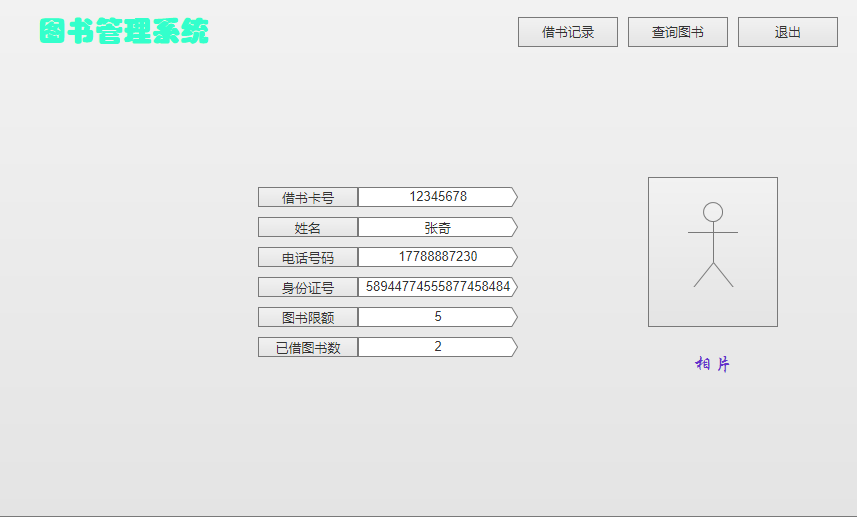 图书管理系统
借书记录 查询图书 退出
借书卡号 12345678
姓名 张奇
电话号码 17788887230
身份证号 58944774555877458484
图书限额 5
已借图书数 2
相片